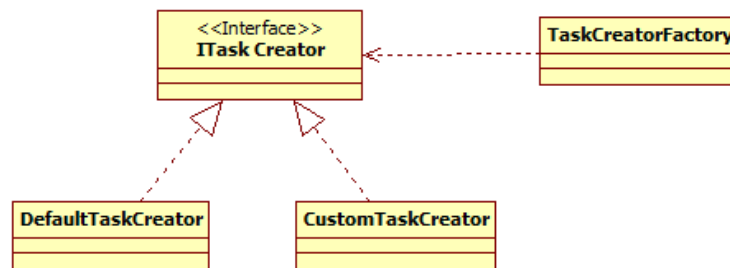 <<Interface>>
ITask Creator
TaskCreatorFactory
DefaultTaskCreator
CustomTaskCreator